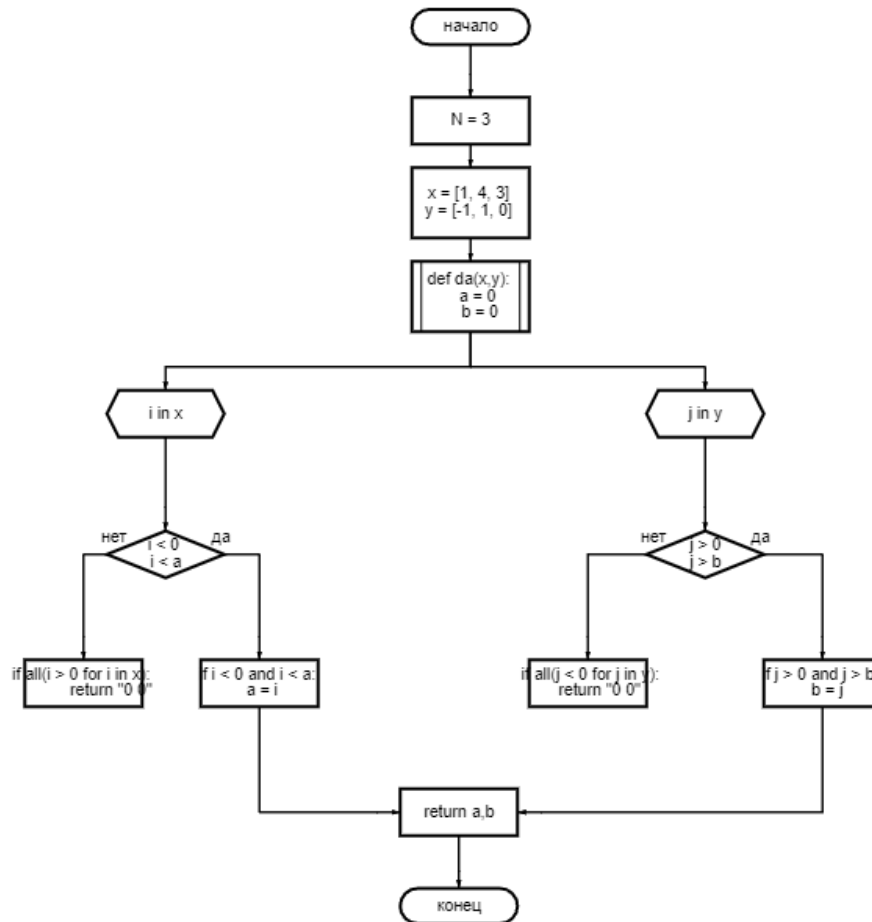 начало
N = 3
x = [1, 4, 3]
y = [-1, 1, 0]
def da(x,y):
a = 0
b = 0
i in x
j in y
нет
i < 0
i < a
да
нет
j > 0
j > b
да
if all(i > 0 for i in x):
return "0 0"
f i < 0 and i < a:
a = i
if all(j < 0 for j in y):
return "0 0"
f j > 0 and j > b
b = j
return a,b
конец